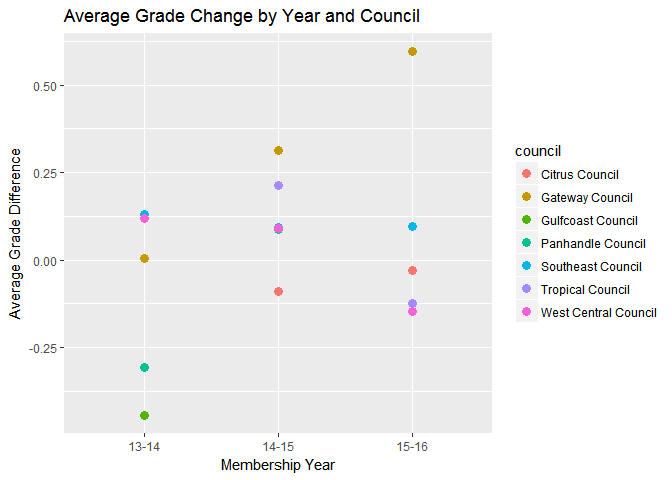 Average Grade Change by Year and Council
Average Grade Difference
0.50
0.25
0.00
-0.25
13-14
14-15
15-16
Membership Year
council
Citrus Council
Gateway Council
Gulfcoast Council
Panhandle Council
Southeast Council
Tropical Council
West Central Council